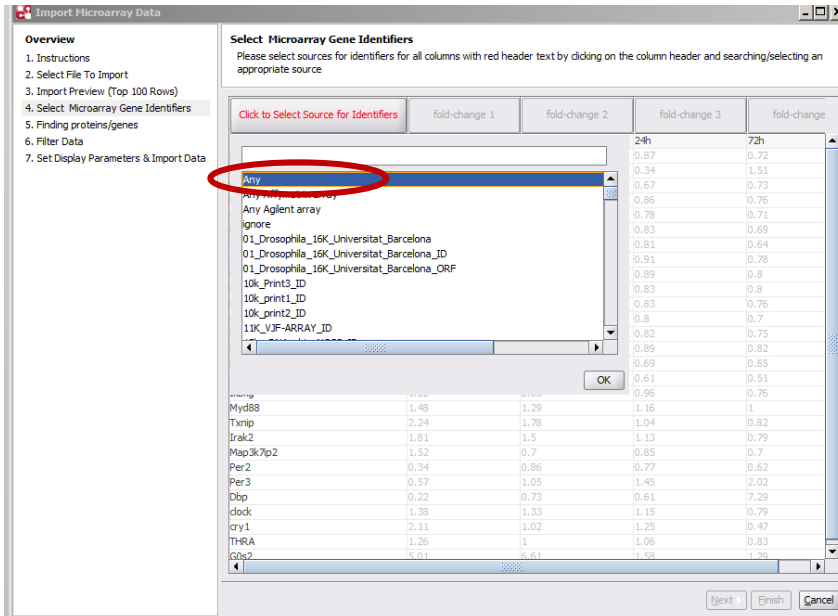 Import Microarray Data
Overview
1. Instructions
2. Select File To Import
3. Import Preview (Top 100 Rows)
4. Select Microarray Gene Identifiers
5. Finding proteins/genes
6. Filter Data
7. Set Display Parameters & Import Data
Select Microarray Gene Identifiers
Please select sources for identifiers for all columns with red header text by clicking on the column header and searching/selecting an
appropriate source
Click to Select Source for Identifiers fold-change 1 fold-change 2 fold-change 3 fold-change
24h 72h
0.87 0.72
0.34 1.51
0.67 0.73
0.86 0.76
0.78 0.71
0.83 0.69
0.81 0.64
0.91 0.78
0.89 0.8
0.83 0.8
0.83 0.76
0.8 0.7
0.82 0.75
0.89 0.82
0.69 0.65
0.61 0.51
0.96 0.76
Any
Any Affymetrix array
Any Agilent array
ignore
01_Drosophila_16K_Universitat_Barcelona
01_Drosophila_16K_Universitat_Barcelona_ID
01_Drosophila_16K_Universitat_Barcelona_ORF
10k_Print3_ID
10k_print1_ID
10k_print2_ID
11K_VJF-ARRAY_ID
OK
Myd88 1.48 1.29 1.16 1
Txnip 2.24 1.78 1.04 0.82
Irak2 1.81 1.5 1.13 0.79
Map3k7ip2 1.52 0.7 0.85 0.7
Per2 0.34 0.86 0.77 0.62
Per3 0.57 1.05 1.45 2.02
Dbp 0.22 0.73 0.61 7.29
clock 1.38 1.33 1.15 0.79
cry1 2.11 1.02 1.25 0.47
THRA 1.26 1 1.06 0.83
G0s2 5.01 6.61 1.58 1.29
Next Finish Cancel